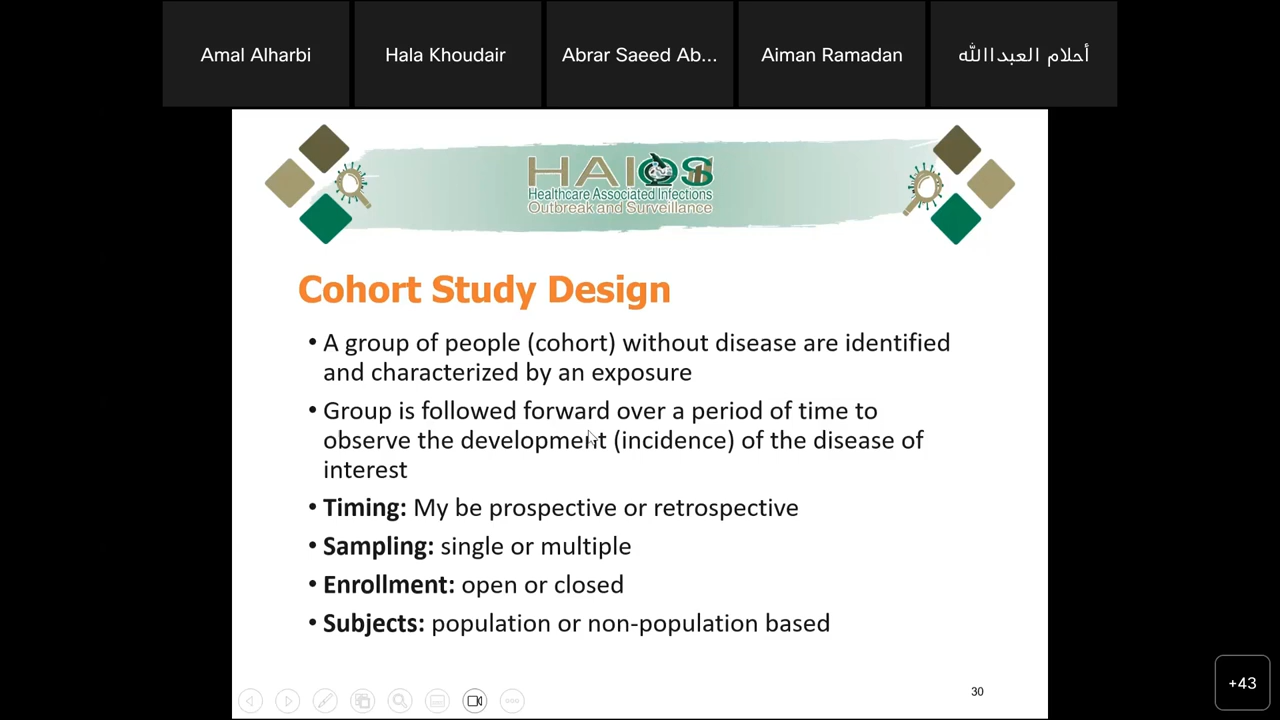 Amal Alharbi
Hala Khoudair
Abrar Saeed Ab...
Aiman Ramadan
أحلام العبداالله
HAIOS
Healthcare Associated Infections
Outbreak and Surveillance
Cohort Study Design
• A group of people (cohort) without disease are identified
and characterized by an exposure
• Group is followed forward over a period of time to
observe the development (incidence) of the disease of
interest
• Timing: My be prospective or retrospective
• Sampling: single or multiple
• Enrollment: open or closed
• Subjects: population or non-population based
30
+43